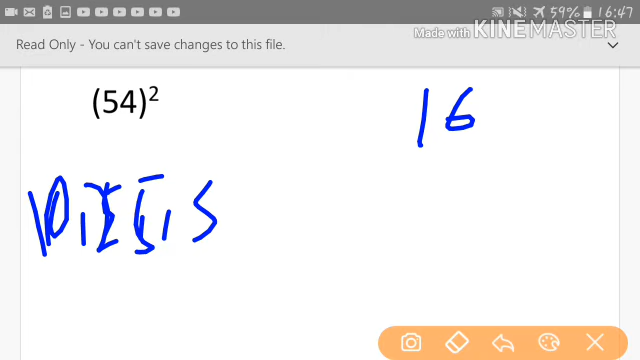 59% 16:47
Made with KINEMASTER
Read Only - You can't save changes to this file.
(54)²
16